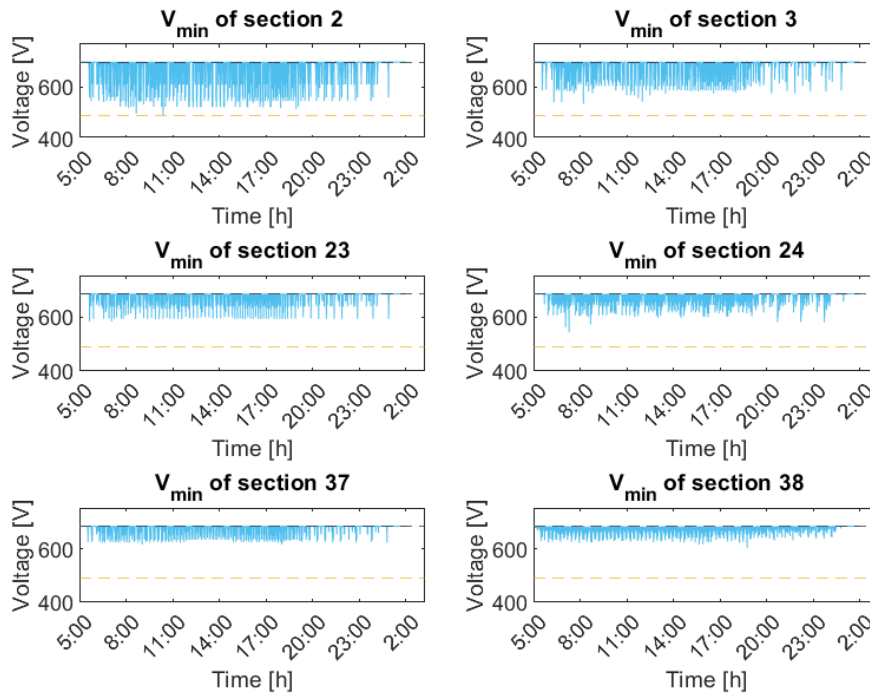 V_min of section 2
Voltage [V]
600
400
5:00 8:00 11:00 14:00 17:00 20:00 23:00 2:00
Time [h]
V_min of section 3
Voltage [V]
600
400
5:00 8:00 11:00 14:00 17:00 20:00 23:00 2:00
Time [h]
V_min of section 23
Voltage [V]
600
400
5:00 8:00 11:00 14:00 17:00 20:00 23:00 2:00
Time [h]
V_min of section 24
Voltage [V]
600
400
5:00 8:00 11:00 14:00 17:00 20:00 23:00 2:00
Time [h]
V_min of section 37
Voltage [V]
600
400
5:00 8:00 11:00 14:00 17:00 20:00 23:00 2:00
Time [h]
V_min of section 38
Voltage [V]
600
400
5:00 8:00 11:00 14:00 17:00 20:00 23:00 2:00
Time [h]